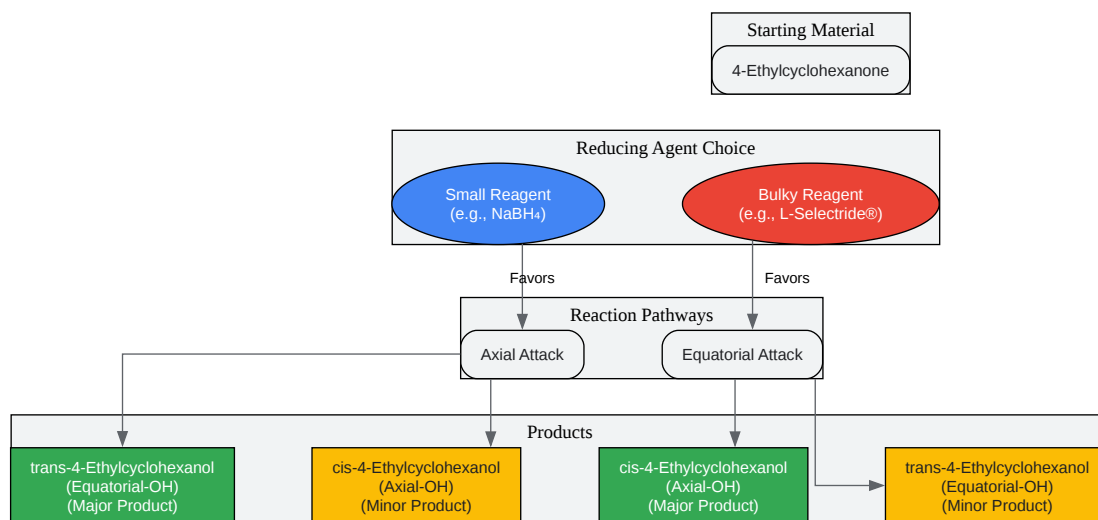 Starting Material
4-Ethylcyclohexanone
Reducing Agent Choice
Small Reagent
(e.g., NaBH₄)
Bulky Reagent
(e.g., L-Selectride®)
Favors
Favors
Reaction Pathways
Axial Attack
Equatorial Attack
Products
trans-4-Ethylcyclohexanol
(Equatorial-OH)
(Major Product)
cis-4-Ethylcyclohexanol
(Axial-OH)
(Minor Product)
cis-4-Ethylcyclohexanol
(Axial-OH)
(Major Product)
trans-4-Ethylcyclohexanol
(Equatorial-OH)
(Minor Product)